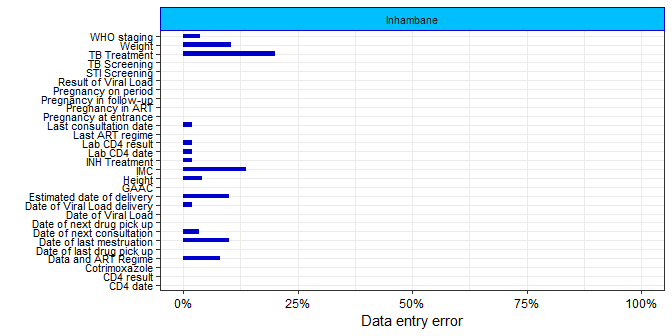 Inhambane
WHO staging
Weight
TB Treatment
TB Screening
STI Screening
Result of Viral Load
Pregnancy on period
Pregnancy in follow-up
Pregnancy in ART
Pregnancy at entrance
Last consultation date
Last ART regime
Lab CD4 result
Lab CD4 date
INH Treatment
IMC
Height
GAAC
Estimated date of delivery
Date of Viral Load delivery
Date of Viral Load
Date of next drug pick up
Date of next consultation
Date of last mestruation
Date of last drug pick up
Data and ART Regime
Cotrimoxazole
CD4 result
CD4 date
0% 25% 50% 75% 100%
Data entry error